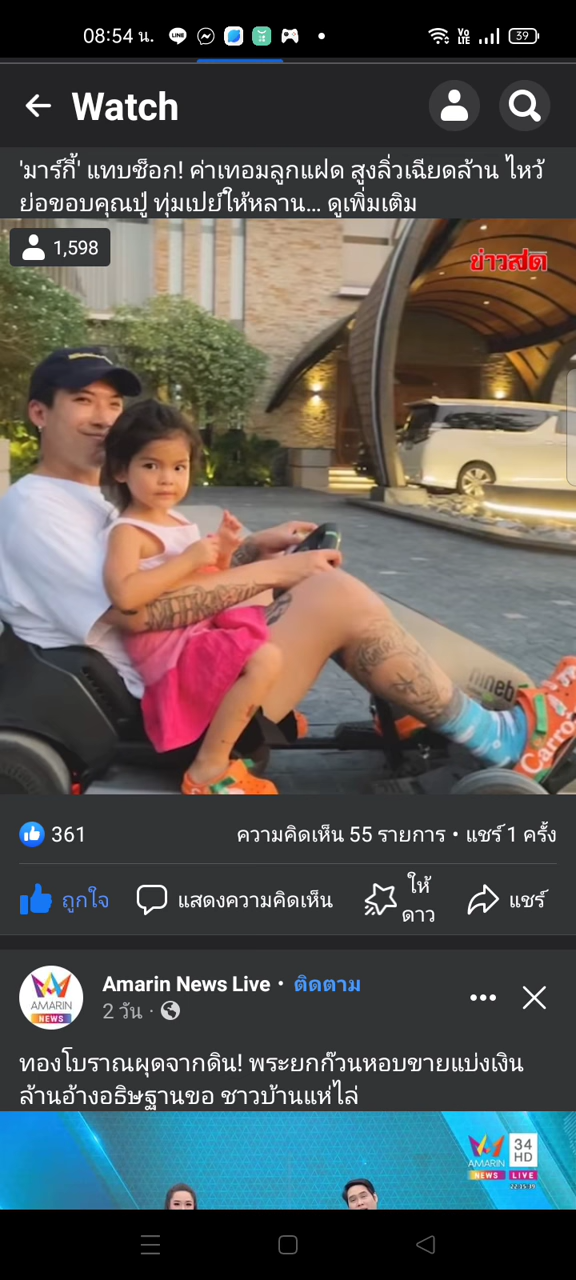 08:54 น.
VO LTE
39
Watch
'มาร์กี้' แทบช็อก! ค่าเทอมลูกแฝด สูงลิ่วเฉียดล้าน ไหว้
ย่อขอบคุณปู่ ทุ่มเปย์ให้หลาน... ดูเพิ่มเติม
1,598
ข่าวสด
nineb
Carro
361
ความคิดเห็น 55 รายการ • แชร์ 1 ครั้ง
ถูกใจ
แสดงความคิดเห็น
ให้
ดาว
แชร์
AMARIN
NEWS
Amarin News Live • ติดตาม
2 วัน ·
ทองโบราณผุดจากดิน! พระยกก๊วนหอบขายแบ่งเงิน
ล้านอ้างอธิษฐานขอ ชาวบ้านแห่ไล่
AMARIN
34
HD
NEWS LIVE